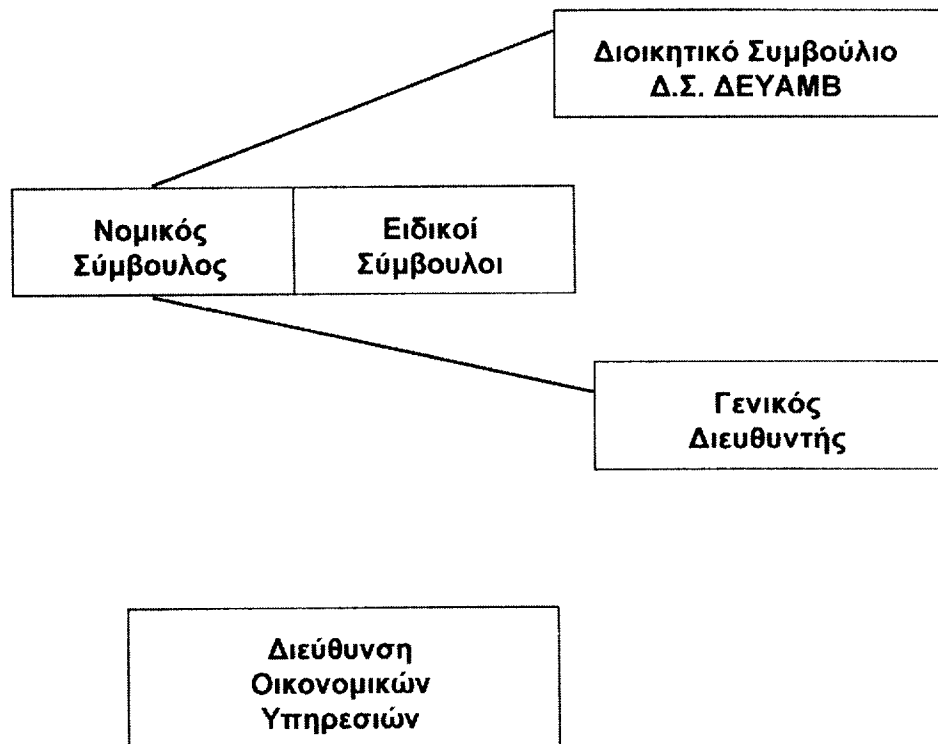 Διοικητικό Συμβούλιο
Δ.Σ. ΔΕΥΑΜΒ
Νομικός
Σύμβουλος
Ειδικοί
Σύμβουλοι
Γενικός
Διευθυντής
Διεύθυνση
Οικονομικών
Υπηρεσιών